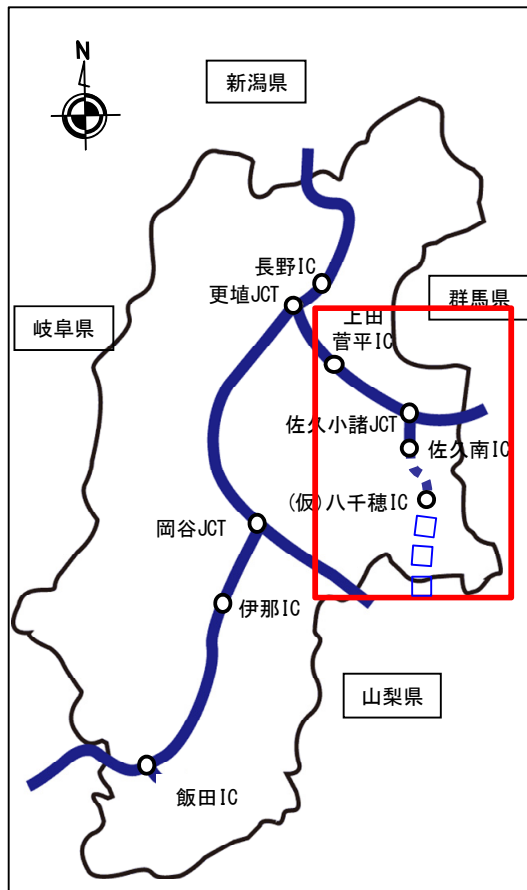 N
新潟県
長野IC
更埴JCT
群馬県
岐阜県
上田
菅平IC
佐久小諸JCT
佐久南IC
(仮)八千穂IC
岡谷JCT
伊那IC
山梨県
飯田IC